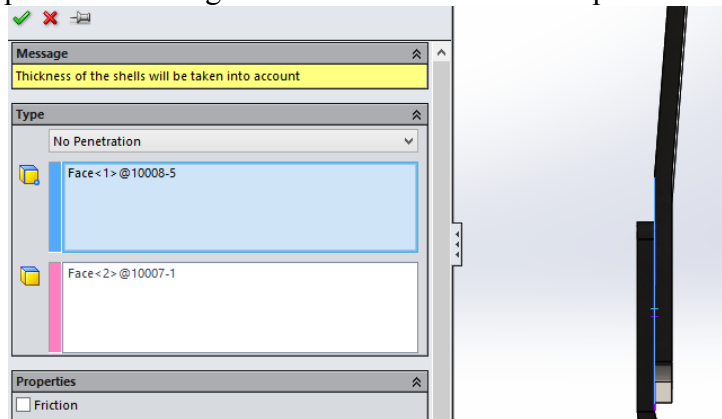 Message
Thickness of the shells will be taken into account
Type
No Penetration
Face<1>@10008-5
Face<2>@10007-1
Properties
Friction